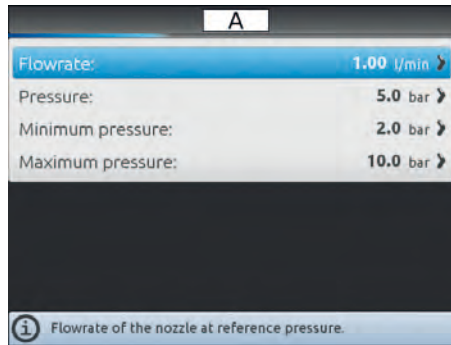 A
Flowrate: 1.00 l/min
Pressure: 5.0 bar
Minimum pressure: 2.0 bar
Maximum pressure: 10.0 bar
Flowrate of the nozzle at reference pressure.